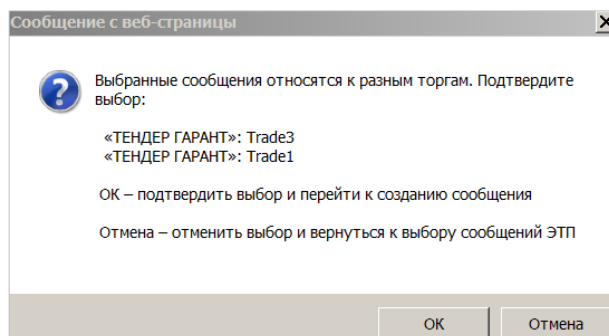 Сообщение с веб-страницы
Выбранные сообщения относятся к разным торгам. Подтвердите
выбор:
«ТЕНДЕР ГАРАНТ»: Trade3
«ТЕНДЕР ГАРАНТ»: Trade1
ОК – подтвердить выбор и перейти к созданию сообщения
Отмена – отменить выбор и вернуться к выбору сообщений ЭТП
ОК
Отмена